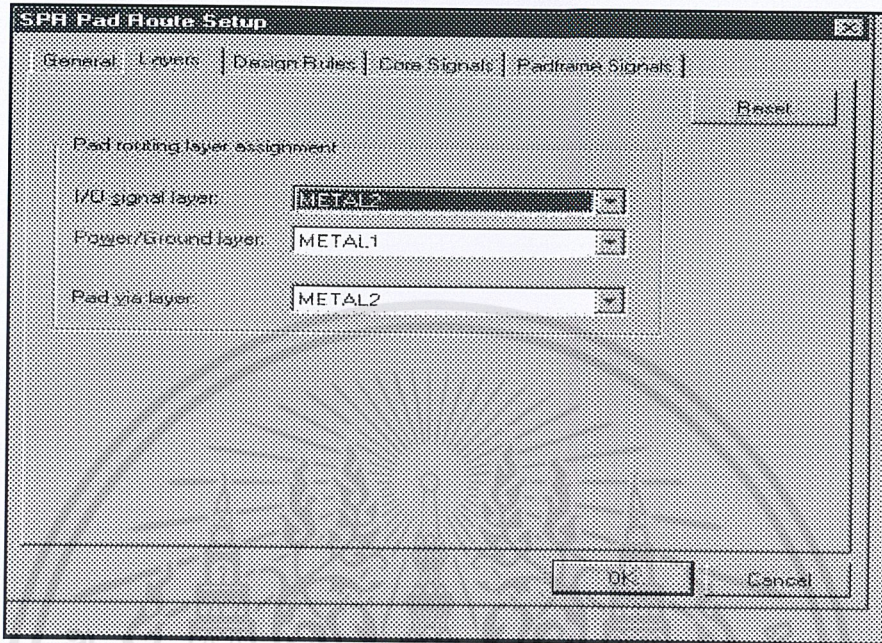 SPR Pad Route Setup
General Layers Design Rules Core Signals Padframe Signals
Reset
Pad routing layer assignment
I/O signal layer: METAL2
Power/Ground layer: METAL1
Pad via layer: METAL2
OK Cancel